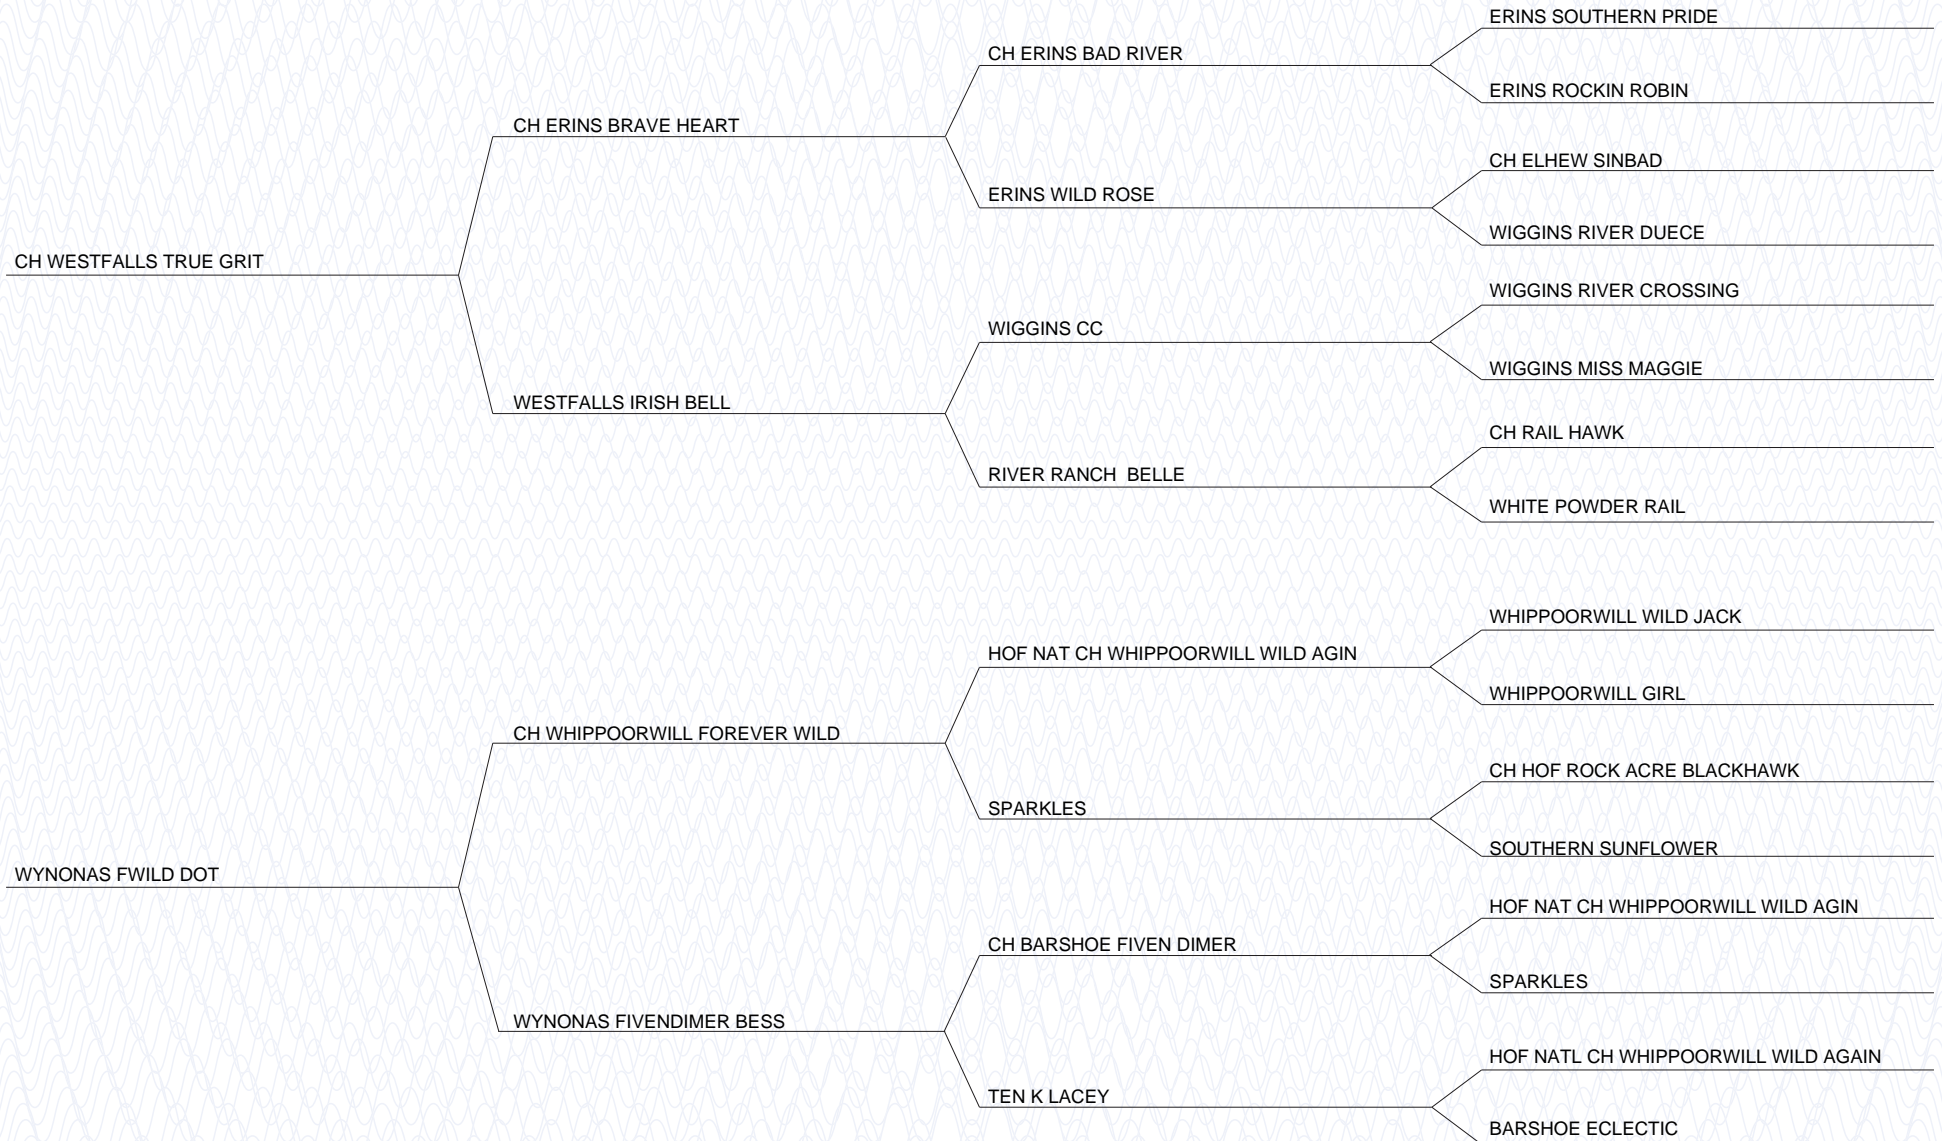 ERINS SOUTHERN PRIDE
CH ERINS BAD RIVER
ERINS ROCKIN ROBIN
CH ERINS BRAVE HEART
CH ELHEW SINBAD
ERINS WILD ROSE
WIGGINS RIVER DUECE
CH WESTFALLS TRUE GRIT
WIGGINS RIVER CROSSING
WIGGINS CC
WIGGINS MISS MAGGIE
WESTFALLS IRISH BELL
CH RAIL HAWK
RIVER RANCH  BELLE
WHITE POWDER RAIL
WHIPPOORWILL WILD JACK
HOF NAT CH WHIPPOORWILL WILD AGIN
WHIPPOORWILL GIRL
CH WHIPPOORWILL FOREVER WILD
CH HOF ROCK ACRE BLACKHAWK
SPARKLES
SOUTHERN SUNFLOWER
WYNONAS FWILD DOT
HOF NAT CH WHIPPOORWILL WILD AGIN
CH BARSHOE FIVEN DIMER
SPARKLES
WYNONAS FIVENDIMER BESS
HOF NATL CH WHIPPOORWILL WILD AGAIN
TEN K LACEY
BARSHOE ECLECTIC